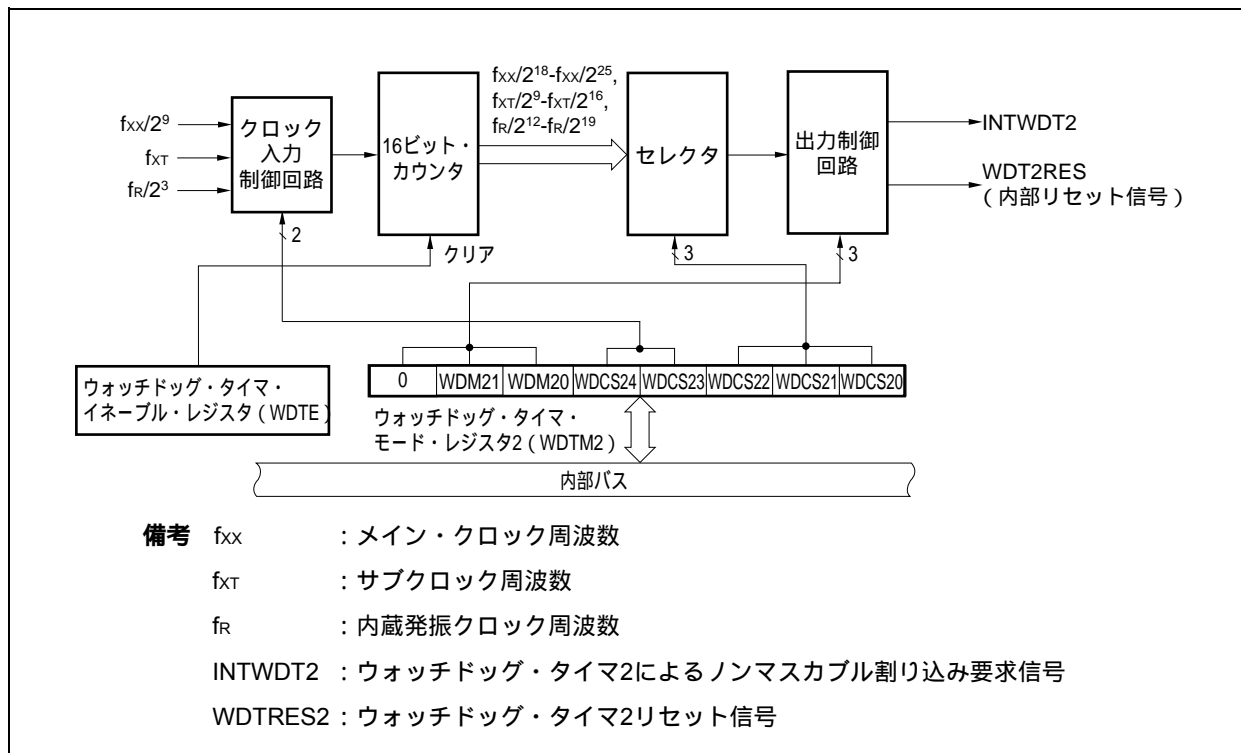 fxx/2⁹
fXT
fR/2³
クロック
入力
制御回路
2
16ビット・
カウンタ
クリア
fxx/2¹⁸-fxx/2²⁵,
fXT/2⁹-fXT/2¹⁶,
fR/2¹²-fR/2¹⁹
セレクタ
3
出力制御
回路
3
INTWDT2
WDT2RES
(内部リセット信号)
ウォッチドッグ・タイマ・
イネーブル・レジスタ(WDTE)
0 WDM21 WDM20 WDCS24 WDCS23 WDCS22 WDCS21 WDCS20
ウォッチドッグ・タイマ・
モード・レジスタ2(WDTM2)
内部バス
備考 fxx :メイン・クロック周波数
fXT :サブクロック周波数
fR :内蔵発振クロック周波数
INTWDT2 :ウォッチドッグ・タイマ2によるノンマスカブル割り込み要求信号
WDTRES2:ウォッチドッグ・タイマ2リセット信号